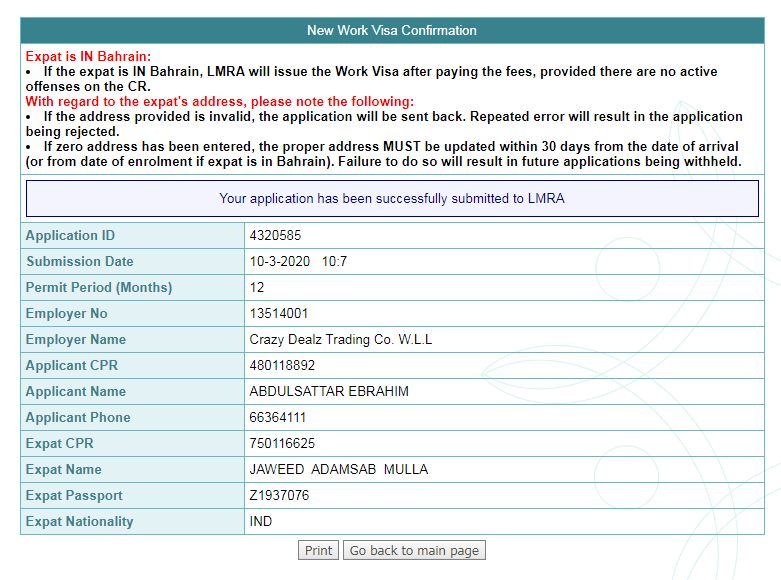 New Work Visa Confirmation
Expat is IN Bahrain:
• If the expat is IN Bahrain, LMRA will issue the Work Visa after paying the fees, provided there are no active
offenses on the CR.
With regard to the expat's address, please note the following:
• If the address provided is invalid, the application will be sent back. Repeated error will result in the application
being rejected.
• If zero address has been entered, the proper address MUST be updated within 30 days from the date of arrival
(or from date of enrolment if expat is in Bahrain). Failure to do so will result in future applications being withheld.
Your application has been successfully submitted to LMRA
Application ID 4320585
Submission Date 10-3-2020 10:7
Permit Period (Months) 12
Employer No 13514001
Employer Name Crazy Dealz Trading Co. W.L.L
Applicant CPR 480118892
Applicant Name ABDULSATTAR EBRAHIM
Applicant Phone 66364111
Expat CPR 750116625
Expat Name JAWEED ADAMSAB MULLA
Expat Passport Z1937076
Expat Nationality IND
Print Go back to main page